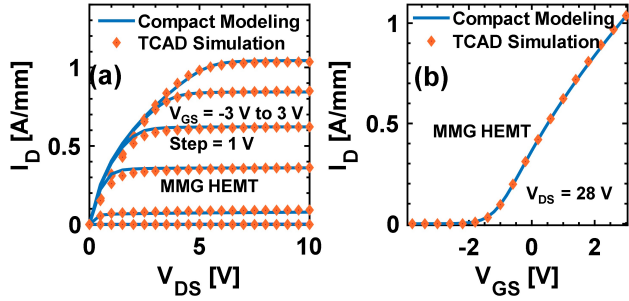 Compact Modeling
TCAD Simulation
(a)
V_GS = -3 V to 3 V
Step = 1 V
MMG HEMT
I_D [A/mm]
1
0.5
0
0
5
10
V_DS [V]
Compact Modeling
TCAD Simulation
(b)
MMG HEMT
V_DS = 28 V
I_D [A/mm]
1
0.5
0
-2
0
2
V_GS [V]